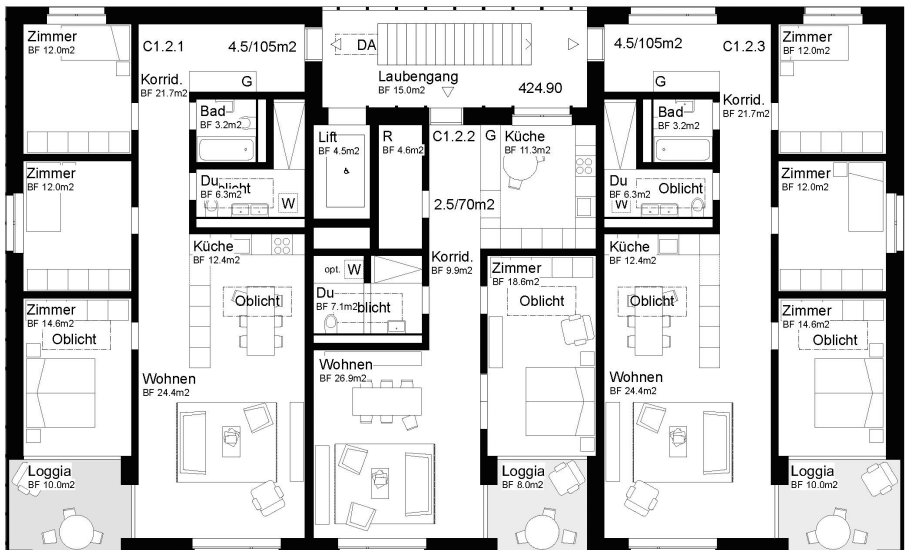 Zimmer
BF 12.0m2
C1.2.1
4.5/105m2
DA
4.5/105m2
C1.2.3
Zimmer
BF 12.0m2
Korrid.
BF 21.7m2
G
Laubengang
BF 15.0m2
424.90
G
Korrid.
BF 21.7m2
Bad
BF 3.2m2
Lift
BF 4.5m2
R
BF 4.6m2
C1.2.2
G
Küche
BF 11.3m2
Bad
BF 3.2m2
Zimmer
BF 12.0m2
Du
BF 6.3m2
blicht
W
2.5/70m2
Du
BF 6.3m2
W
Oblicht
Zimmer
BF 12.0m2
Küche
BF 12.4m2
Korrid.
BF 9.9m2
Küche
BF 12.4m2
opt.
W
Zimmer
BF 18.6m2
Oblicht
Du
BF 7.1m2
blicht
Oblicht
Oblicht
Zimmer
BF 14.6m2
Oblicht
Zimmer
BF 14.6m2
Oblicht
Wohnen
BF 24.4m2
Wohnen
BF 26.9m2
Wohnen
BF 24.4m2
Loggia
BF 10.0m2
Loggia
BF 8.0m2
Loggia
BF 10.0m2